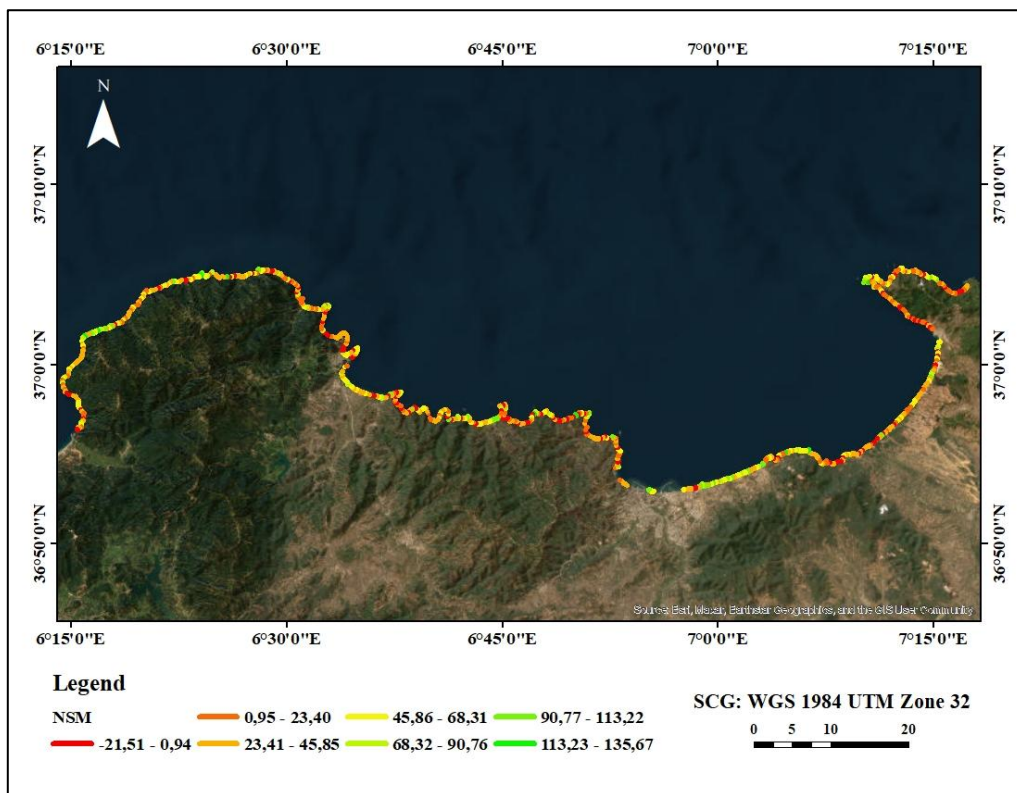 6°15'0"E 6°30'0"E 6°45'0"E 7°0'0"E 7°15'0"E
N
37°10'0"N 37°10'0"N
37°0'0"N 37°0'0"N
36°50'0"N 36°50'0"N
Source: Esri, Maxar, Earthstar Geographics, and the GIS User Community
6°15'0"E 6°30'0"E 6°45'0"E 7°0'0"E 7°15'0"E
Legend
NSM 0,95 - 23,40 45,86 - 68,31 90,77 - 113,22
-21,51 - 0,94 23,41 - 45,85 68,32 - 90,76 113,23 - 135,67
SCG: WGS 1984 UTM Zone 32
0 5 10 20